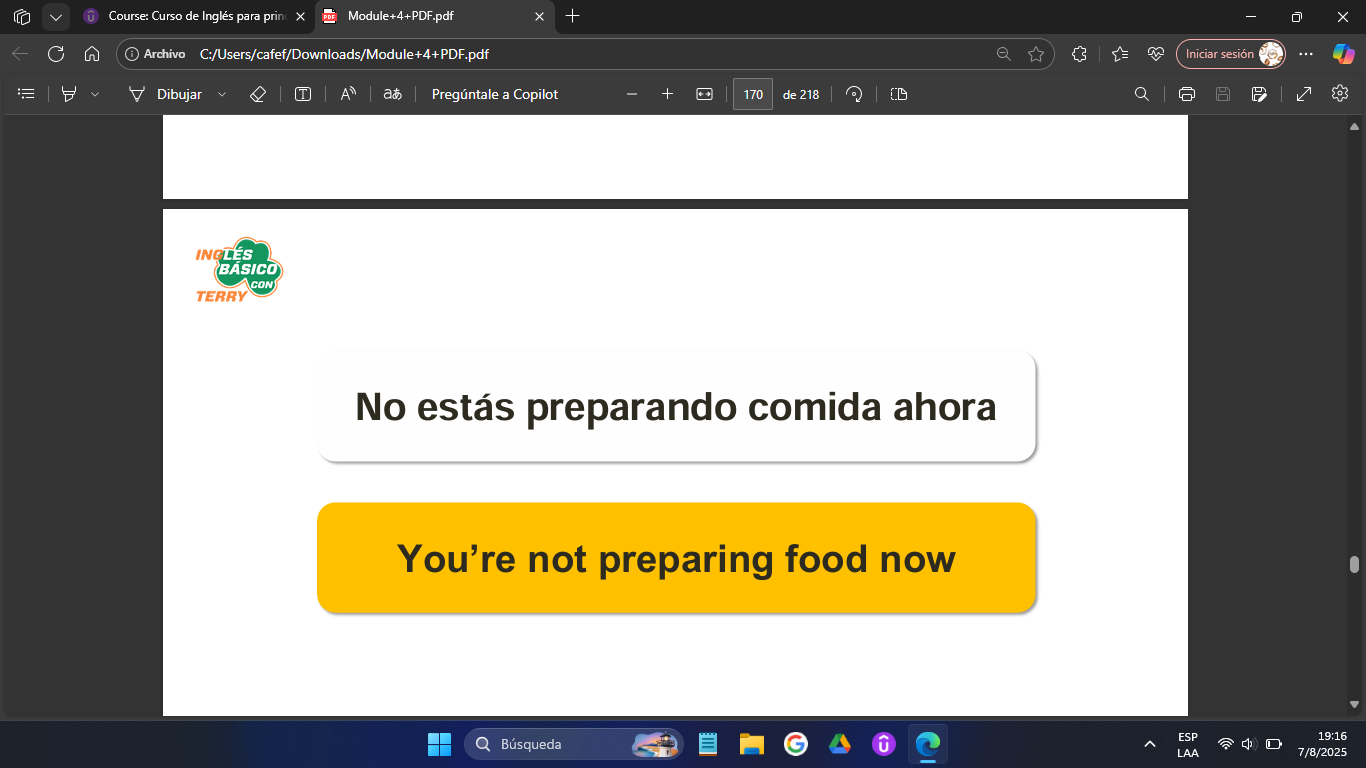 Course: Curso de Inglés para prin
Module+4+PDF.pdf
Archivo C:/Users/cafef/Downloads/Module+4+PDF.pdf
Iniciar sesión
Dibujar
aあ
Pregúntale a Copilot
170 de 218
INGLÉS
BÁSICO
CON
TERRY
No estás preparando comida ahora
You’re not preparing food now
Búsqueda
ESP
LAA
19:16
7/8/2025